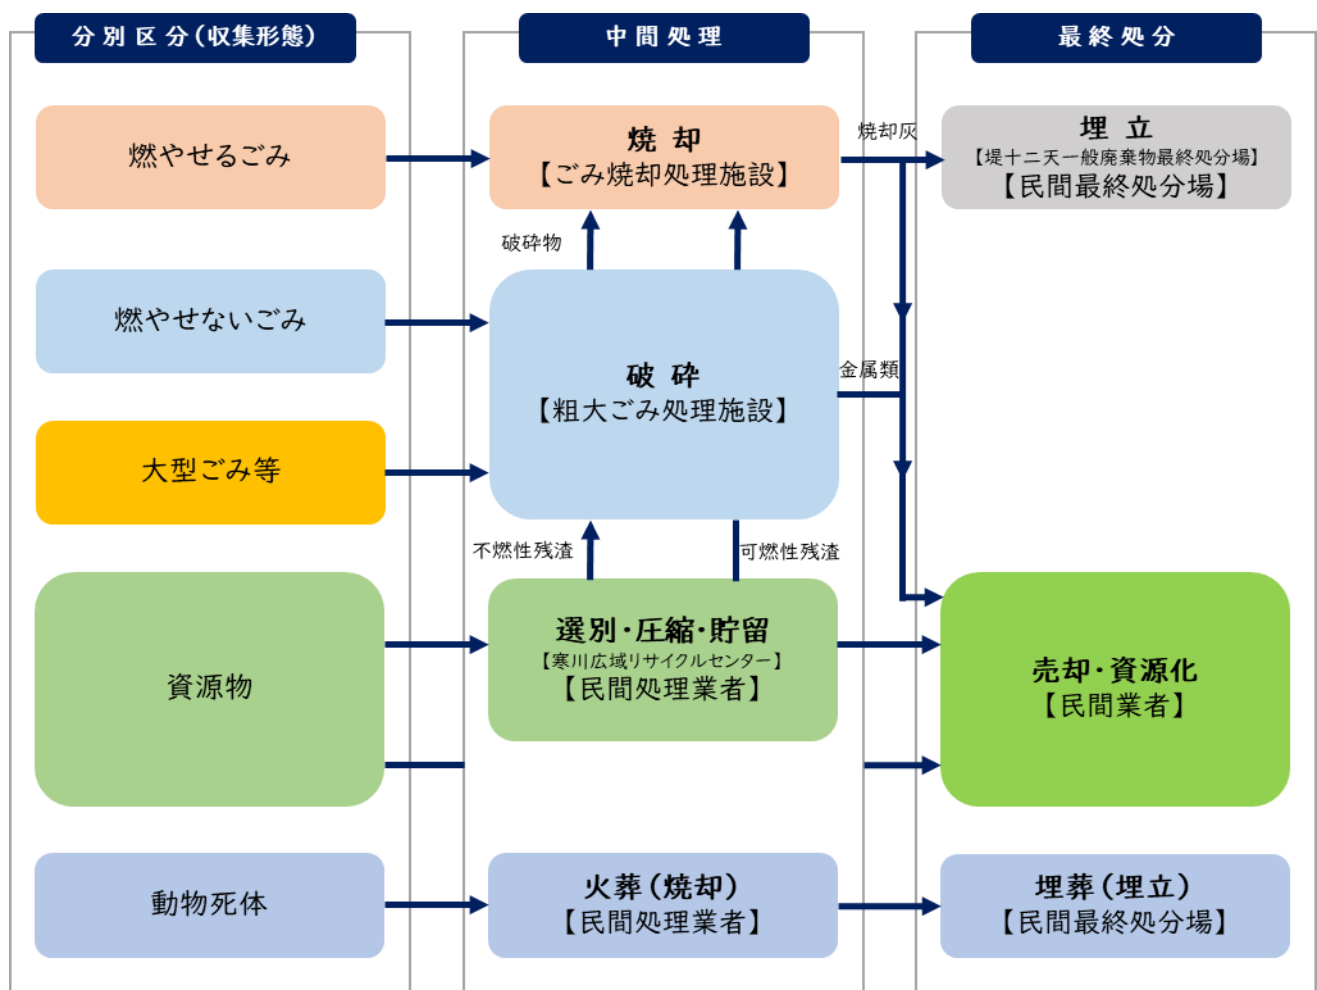 分別区分(収集形態)
燃やせるごみ
燃やせないごみ
大型ごみ等
資源物
動物死体
中間処理
焼却
【ごみ焼却処理施設】
破砕物
破砕
【粗大ごみ処理施設】
不燃性残渣
可燃性残渣
選別・圧縮・貯留
【寒川広域リサイクルセンター】
【民間処理業者】
火葬(焼却)
【民間処理業者】
焼却灰
金属類
最終処分
埋立
【堤十二天一般廃棄物最終処分場】
【民間最終処分場】
売却・資源化
【民間業者】
埋葬(埋立)
【民間最終処分場】